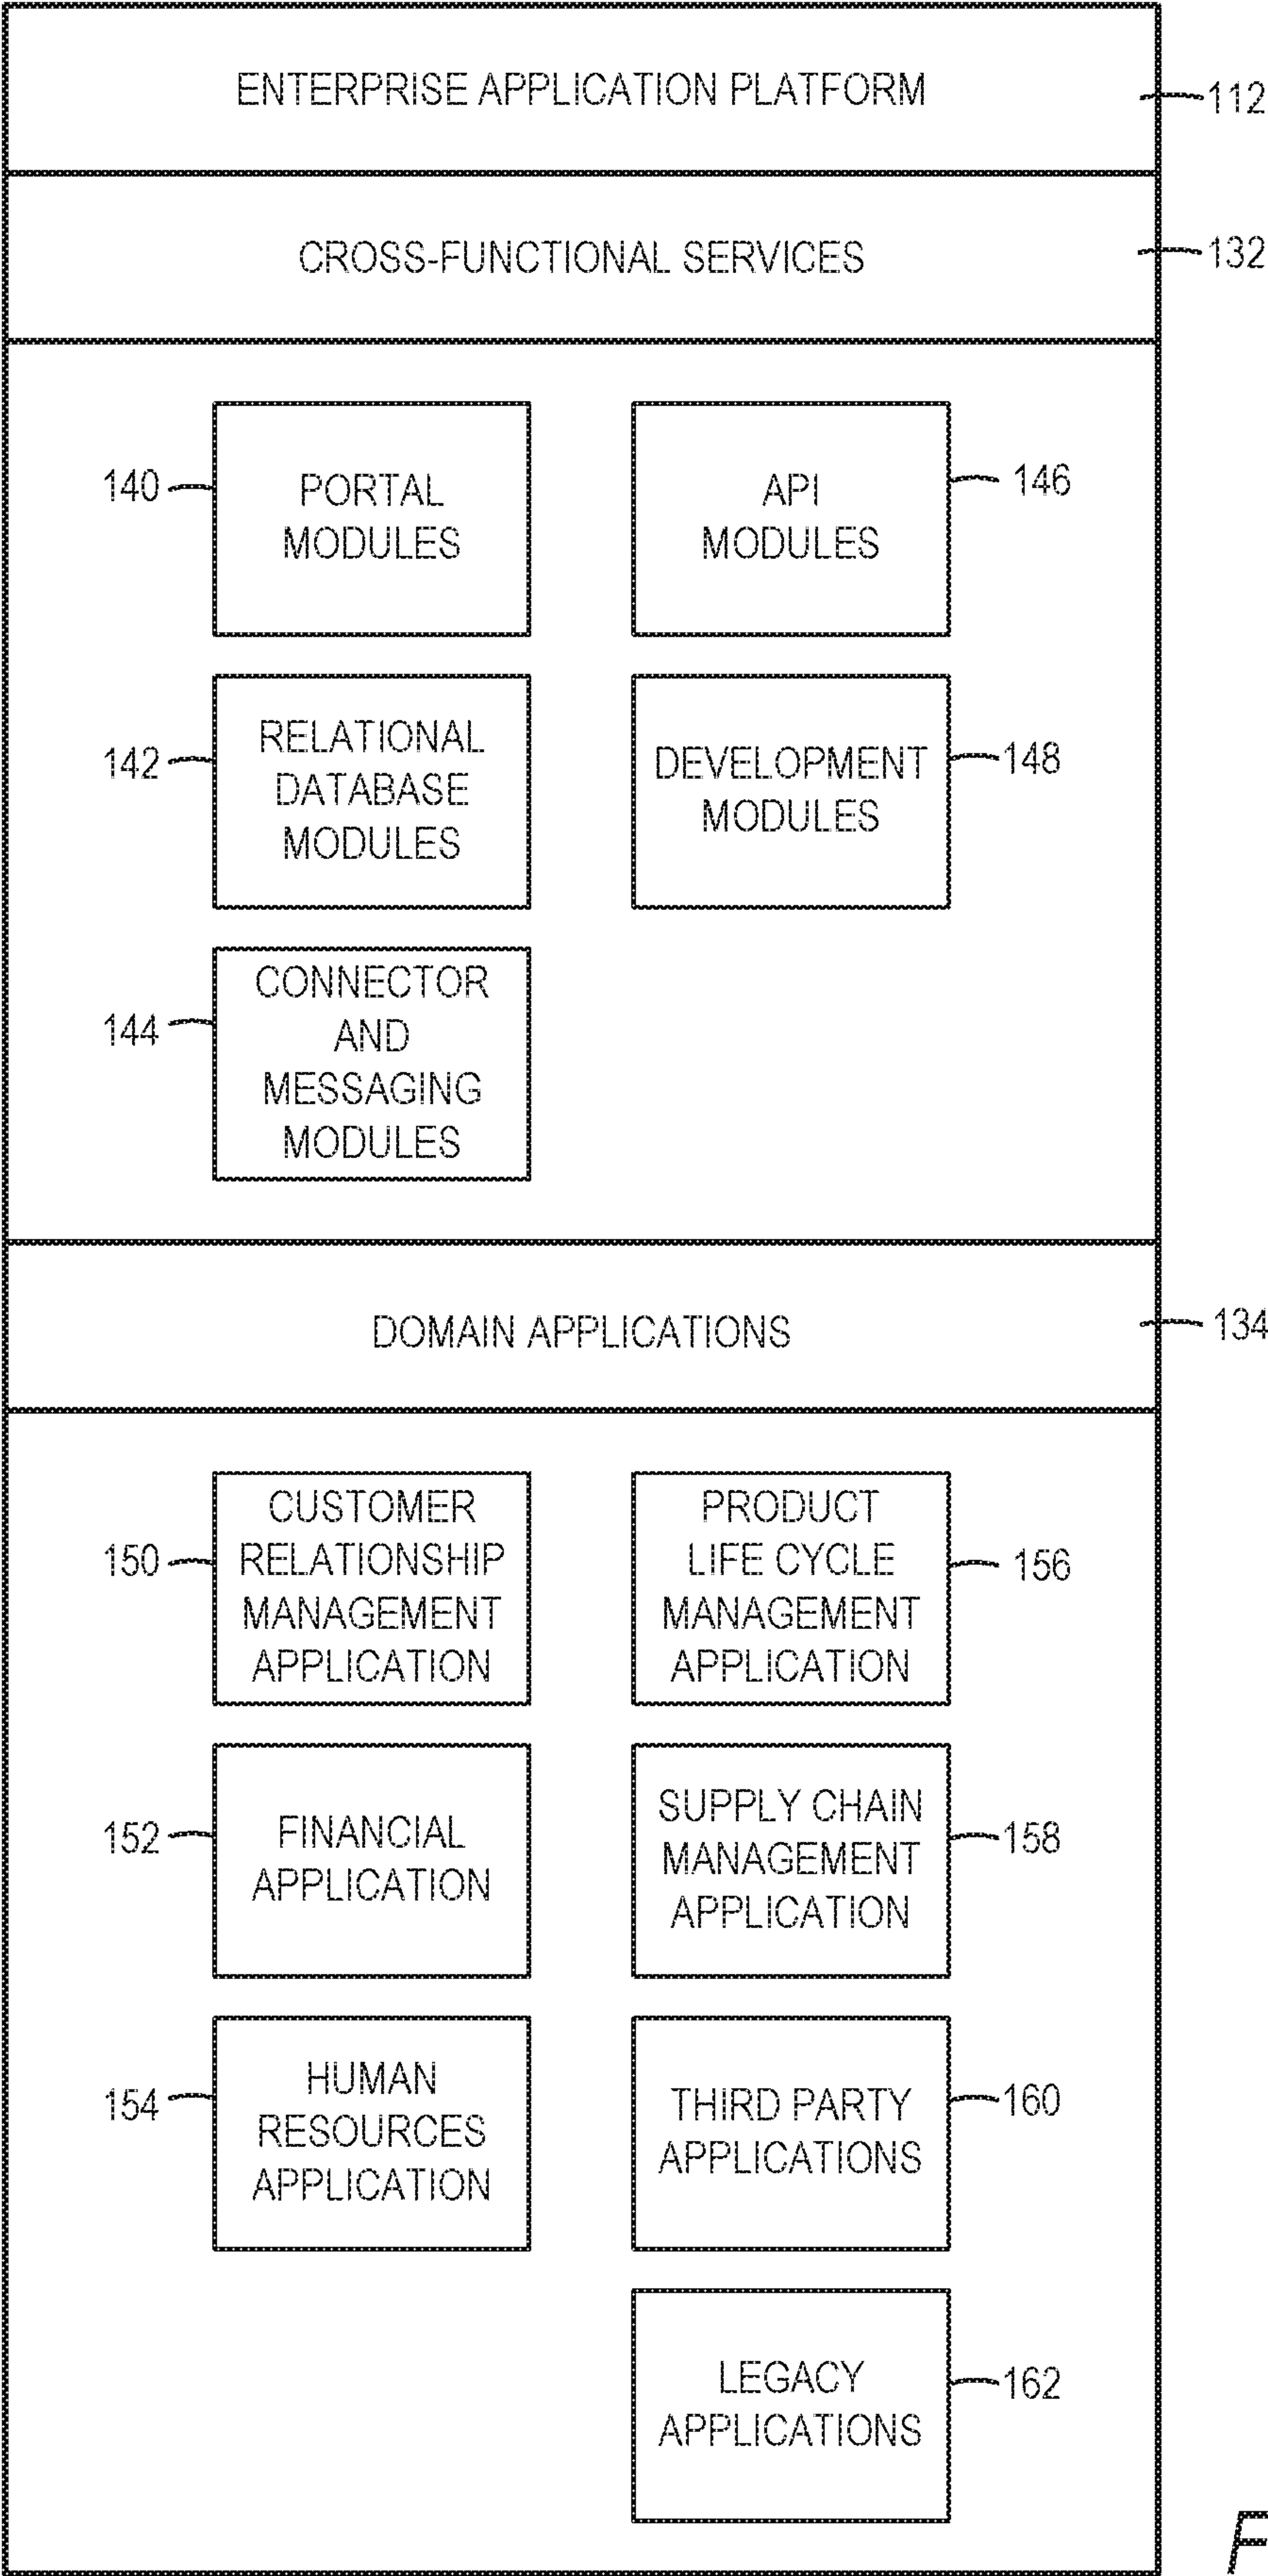 ENTERPRISE APPLICATION PLATFORM
112
CROSS-FUNCTIONAL SERVICES
132
140
PORTAL
MODULES
API
MODULES
146
142
RELATIONAL
DATABASE
MODULES
DEVELOPMENT
MODULES
148
144
CONNECTOR
AND
MESSAGING
MODULES
DOMAIN APPLICATIONS
134
150
CUSTOMER
RELATIONSHIP
MANAGEMENT
APPLICATION
PRODUCT
LIFE CYCLE
MANAGEMENT
APPLICATION
156
152
FINANCIAL
APPLICATION
SUPPLY CHAIN
MANAGEMENT
APPLICATION
158
154
HUMAN
RESOURCES
APPLICATION
THIRD PARTY
APPLICATIONS
160
LEGACY
APPLICATIONS
162
F